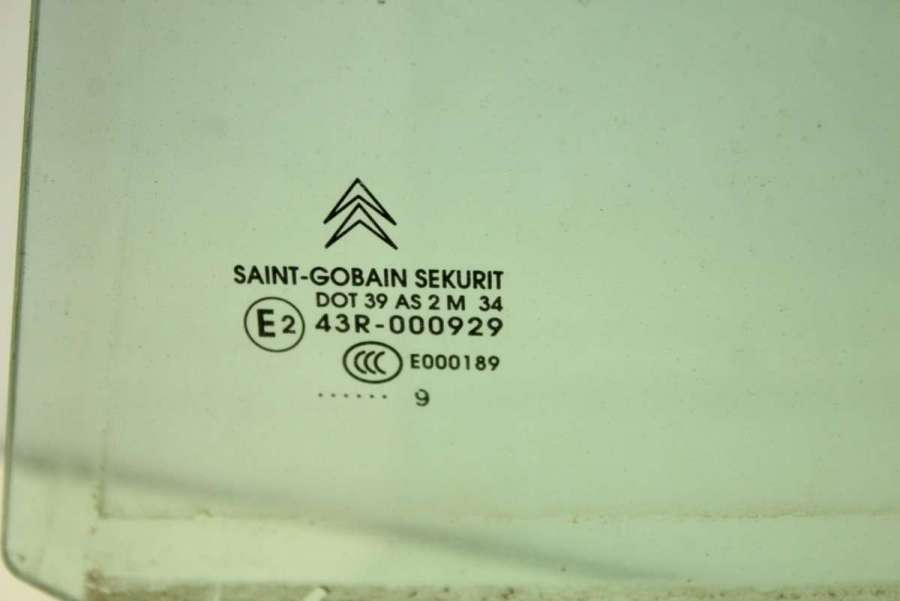 SAINT-GOBAIN SEKURIT
DOT 39 AS 2 M 34
E2 43R-000929
CCC E000189
...... 9